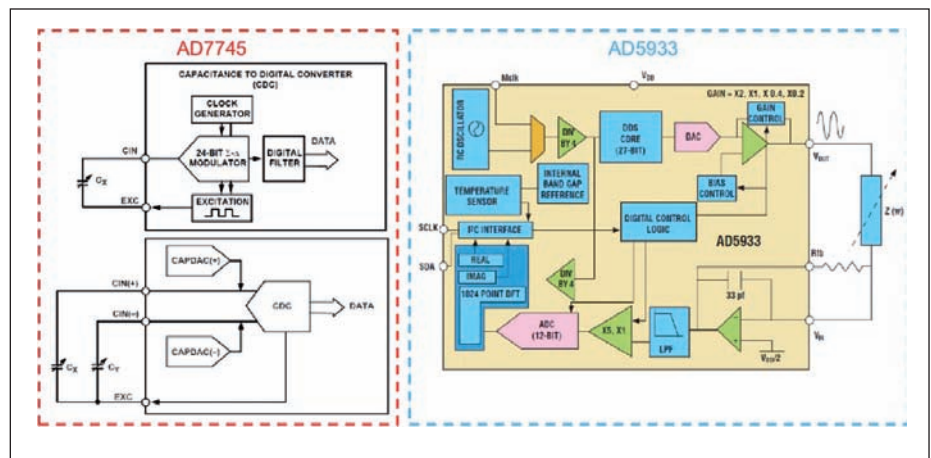 AD7745
CAPACITANCE TO DIGITAL CONVERTER
(CDC)
CLOCK
GENERATOR
24-BIT Σ-Δ
MODULATOR
DIGITAL
FILTER
DATA
CIN
CX
EXC
EXCITATION
CAPDAC(+)
CIN(+)
CDC
DATA
CIN(–)
CAPDAC(–)
CX
CY
EXC
AD5933
Mclk
VDD
GAIN = X2, X1, X 0.4, X0.2
RC OSCILLATOR
DIV
BY 4
DDS
CORE
(27-BIT)
DAC
GAIN
CONTROL
VOUT
INTERNAL
BAND GAP
REFERENCE
BIAS
CONTROL
TEMPERATURE
SENSOR
Z (w)
SCLK
I²C INTERFACE
DIGITAL CONTROL
LOGIC
AD5933
SDA
REAL
IMAG
1024 POINT DFT
DIV
BY 4
Rfb
33 pf
ADC
(12-BIT)
X5, X1
LPF
VDD/2
VIN